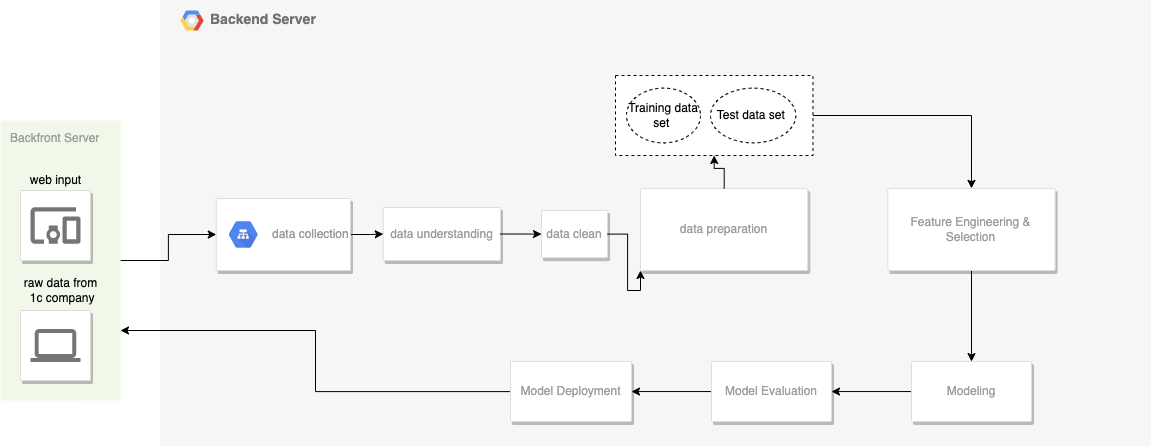 Backend Server
Backfront Server
web input
raw data from
1c company
data collection
data understanding
data clean
data preparation
Training data
set
Test data set
Feature Engineering &
Selection
Modeling
Model Evaluation
Model Deployment